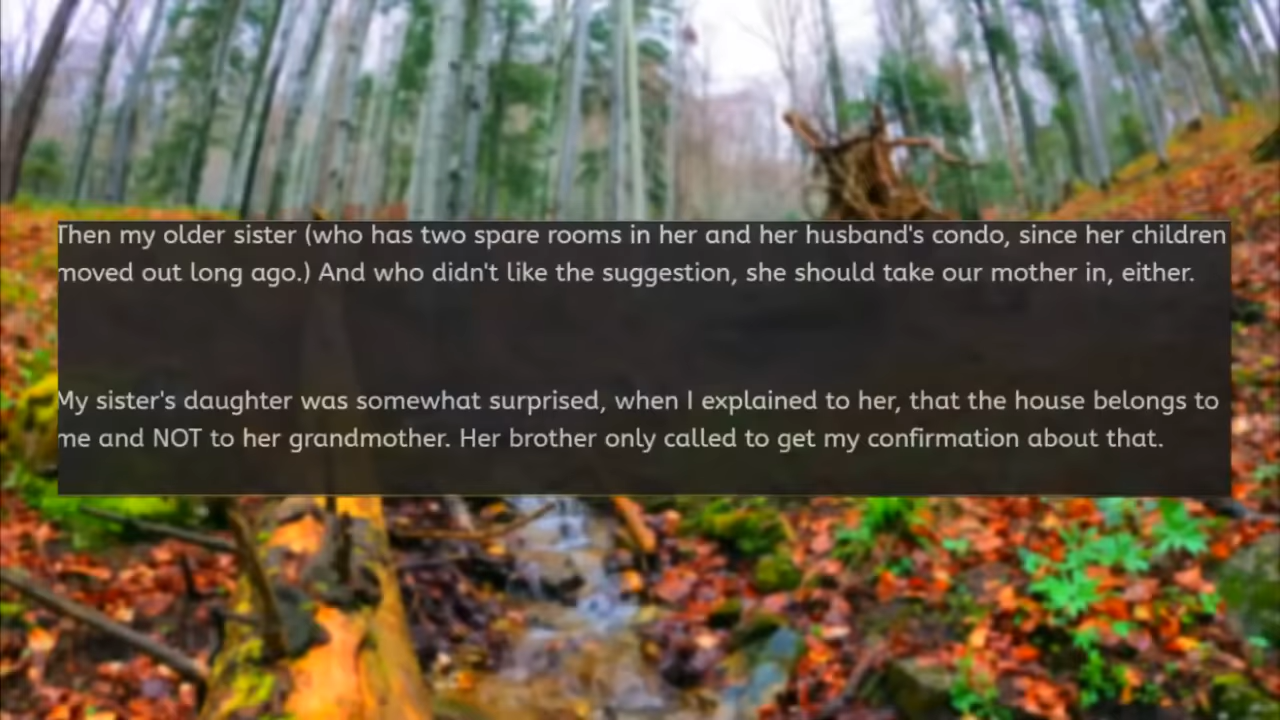 Then my older sister (who has two spare rooms in her and her husband's condo, since her children
moved out long ago.) And who didn't like the suggestion, she should take our mother in, either.
My sister's daughter was somewhat surprised, when I explained to her, that the house belongs to
me and NOT to her grandmother. Her brother only called to get my confirmation about that.